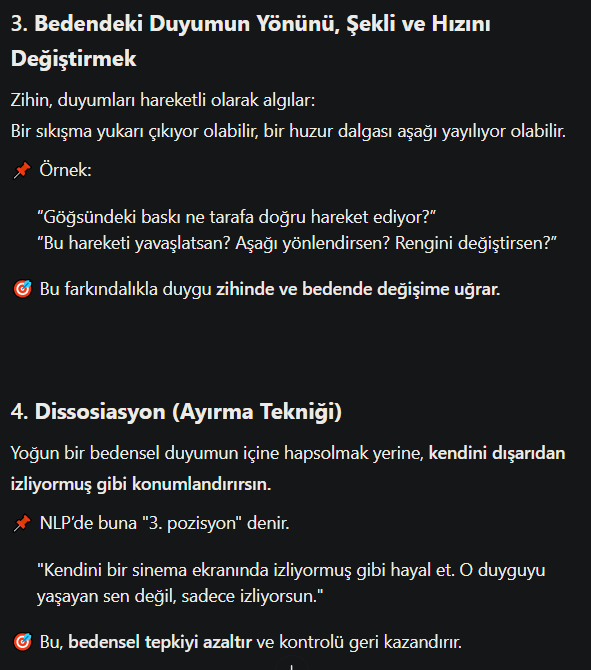 3. Bedendeki Duyumun Yönünü, Şekli ve Hızını
Değiştirmek
Zihin, duyumları hareketli olarak algılar:
Bir sıkışma yukarı çıkıyor olabilir, bir huzur dalgası aşağı yayılıyor olabilir.
📌 Örnek:
“Göğsündeki baskı ne tarafa doğru hareket ediyor?”
“Bu hareketi yavaşlatsan? Aşağı yönlendirsen? Rengini değiştirsen?”
🎯 Bu farkındalıkla duygu zihinde ve bedende değişime uğrar.
4. Dissosiasyon (Ayırma Tekniği)
Yoğun bir bedensel duyumun içine hapsolmak yerine, kendini dışarıdan
izliyormuş gibi konumlandırırsın.
📌 NLP’de buna "3. pozisyon" denir.
"Kendini bir sinema ekranında izliyormuş gibi hayal et. O duyguyu
yaşayan sen değil, sadece izliyorsun."
🎯 Bu, bedensel tepkiyi azaltır ve kontrolü geri kazandırır.